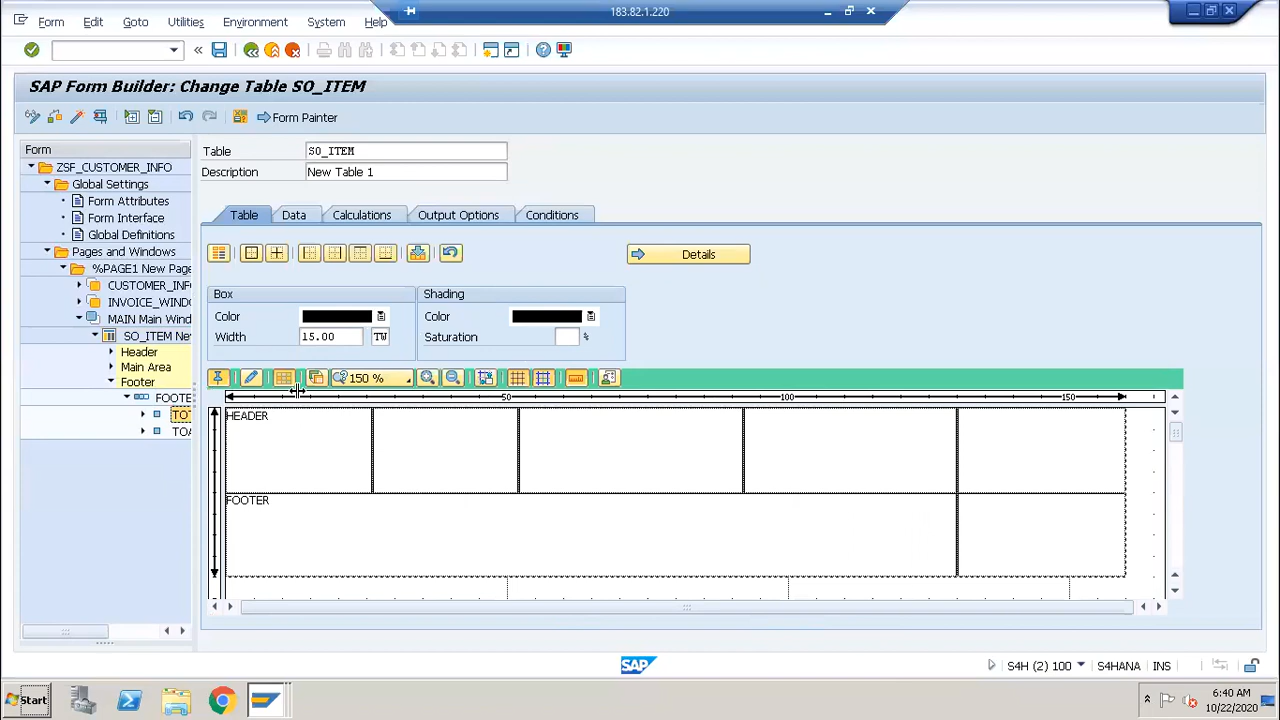 183.82.1.220
Form Edit Goto Utilities Environment System Help
SAP Form Builder: Change Table SO_ITEM
Form Painter
Form
ZSF_CUSTOMER_INFO
Global Settings
Form Attributes
Form Interface
Global Definitions
Pages and Windows
%PAGE1 New Page
CUSTOMER_INFO
INVOICE_WINDO
MAIN Main Wind
SO_ITEM Ne
Header
Main Area
Footer
FOOTE
TO
TOA
Table SO_ITEM
Description New Table 1
Table Data Calculations Output Options Conditions
Details
Box
Color
Width 15.00 TW
Shading
Color
Saturation %
150 %
50 100 150
HEADER
FOOTER
SAP
S4H (2) 100 S4HANA INS
Start
6:40 AM
10/22/2020